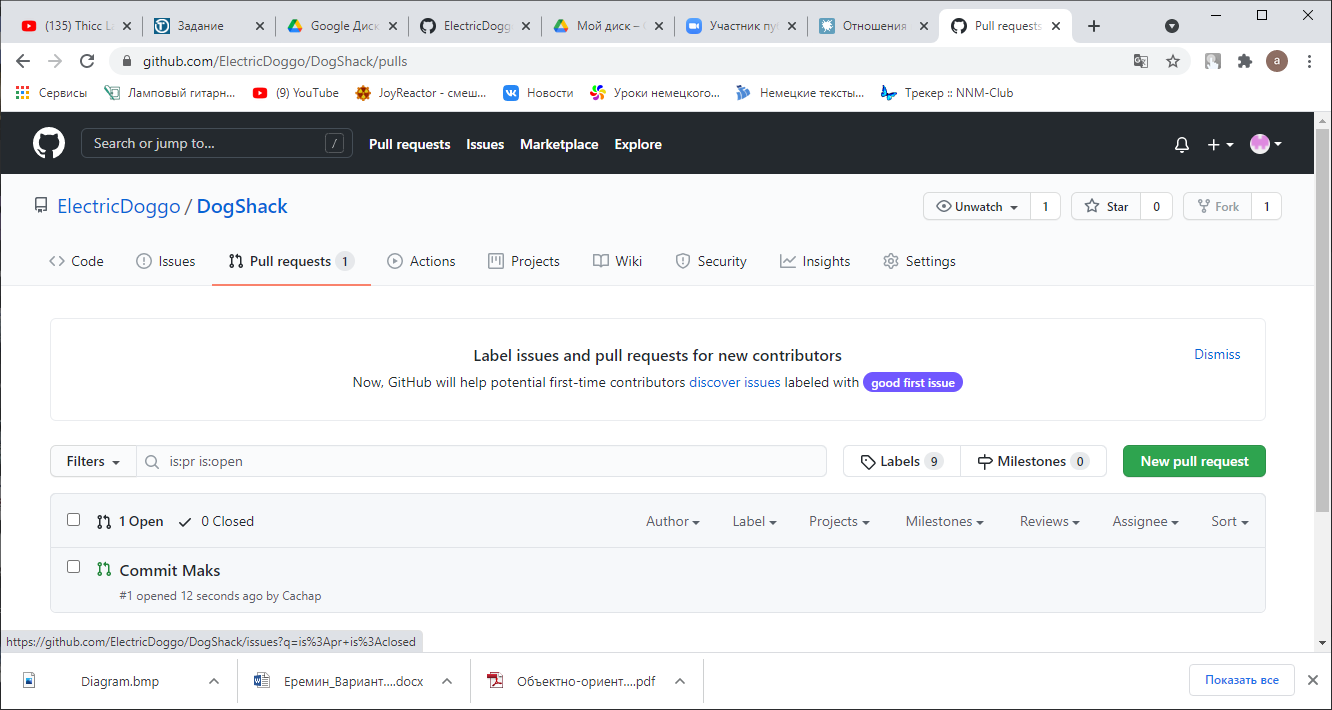 (135) Thicc L
Задание
Google Диск
ElectricDogg
Мой диск –
Участник пу
Отношения
Pull requests
github.com/ElectricDoggo/DogShack/pulls
a
Сервисы
Ламповый гитарн...
(9) YouTube
JoyReactor - смеш...
Новости
Уроки немецкого...
Немецкие тексты...
Трекер :: NNM-Club
Search or jump to... /
Pull requests
Issues
Marketplace
Explore
ElectricDoggo / DogShack
Unwatch 1
Star 0
Fork 1
Code
Issues
Pull requests 1
Actions
Projects
Wiki
Security
Insights
Settings
Label issues and pull requests for new contributors
Dismiss
Now, GitHub will help potential first-time contributors discover issues labeled with good first issue
Filters
is:pr is:open
Labels 9
Milestones 0
New pull request
1 Open
0 Closed
Author
Label
Projects
Milestones
Reviews
Assignee
Sort
Commit Maks
#1 opened 12 seconds ago by Cachap
https://github.com/ElectricDoggo/DogShack/issues?q=is%3Apr+is%3Aclosed
Diagram.bmp
Еремин_Вариант....docx
Объектно-ориент....pdf
Показать все